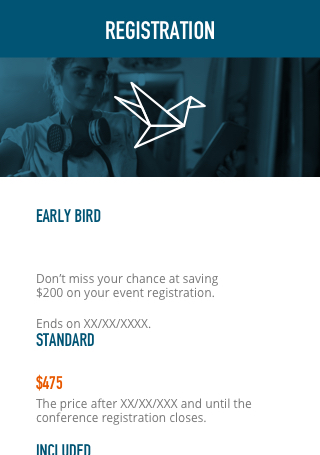 REGISTRATION
EARLY BIRD
Don't miss your chance at saving
$200 on your event registration.
Ends on XX/XX/XXXX.
STANDARD
$475
The price after XX/XX/XXX and until the
conference registration closes.
INCLUDED